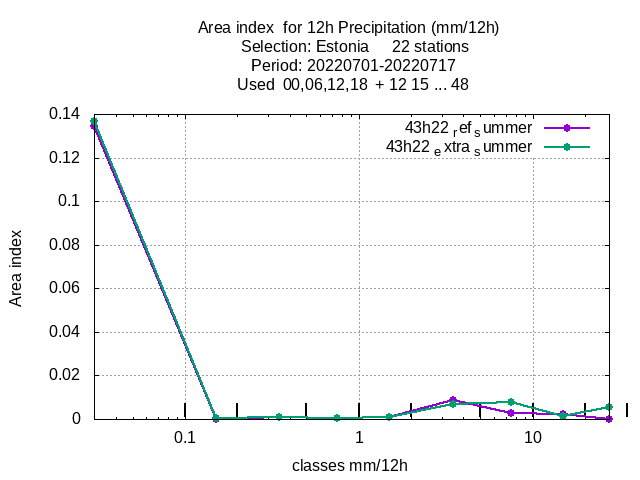 Area index  for 12h Precipitation (mm/12h)
Selection: Estonia     22 stations
Period: 20220701-20220717
Used  00,06,12,18  + 12 15 ... 48
43h22 ref summer
43h22 extra summer
0.14
0.12
0.1
0.08
0.06
0.04
0.02
0
Area index
0.1
1
10
classes mm/12h